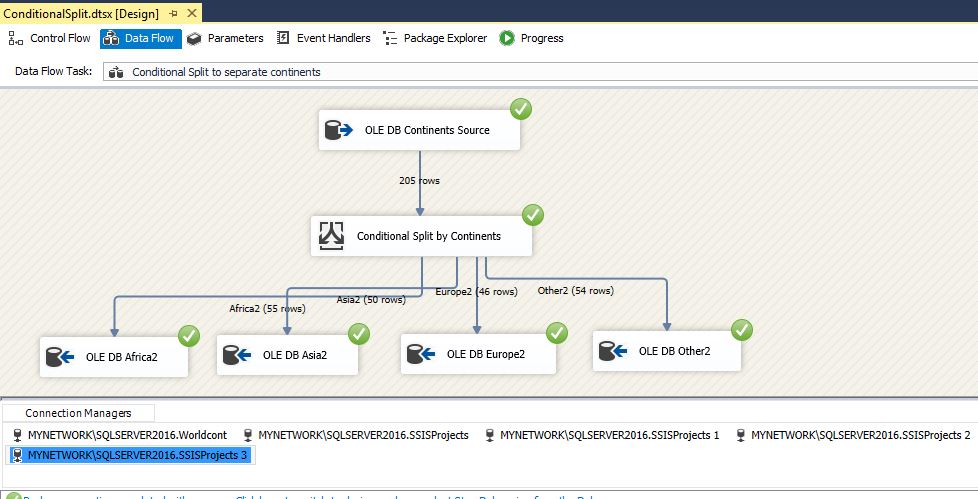 ConditionalSplit.dtsx [Design]
Control Flow Data Flow Parameters Event Handlers Package Explorer Progress
Data Flow Task: Conditional Split to separate continents
OLE DB Continents Source
205 rows
Conditional Split by Continents
Africa2 (55 rows) Asia2 (50 rows) Europe2 (46 rows) Other2 (54 rows)
OLE DB Africa2 OLE DB Asia2 OLE DB Europe2 OLE DB Other2
Connection Managers
MYNETWORK\SQLSERVER2016.Worldcont MYNETWORK\SQLSERVER2016.SSISProjects MYNETWORK\SQLSERVER2016.SSISProjects 1 MYNETWORK\SQLSERVER2016.SSISProjects 2
MYNETWORK\SQLSERVER2016.SSISProjects 3